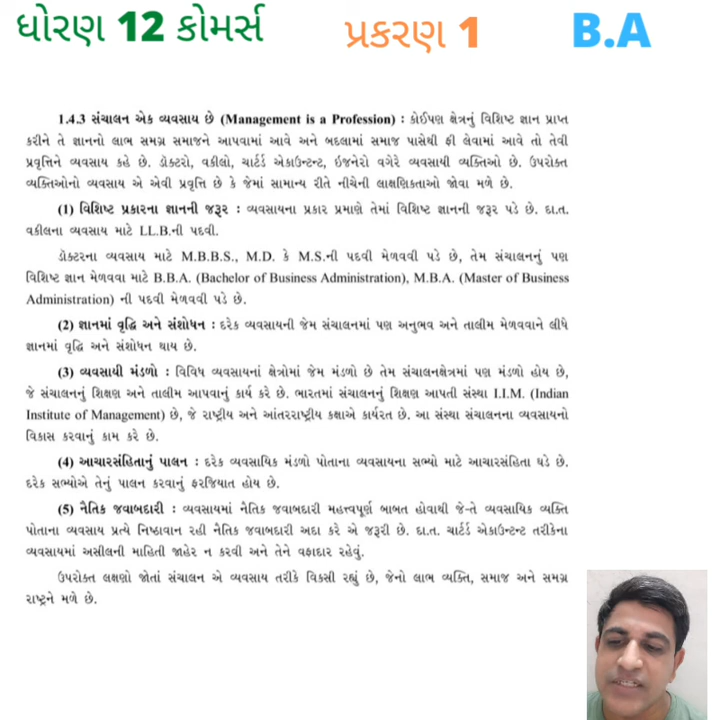 ધોરણ 12 કોમર્સ પ્રકરણ 1 B.A
1.4.3 સંચાલન એક વ્યવસાય છે (Management is a Profession) : કોઈપણ ક્ષેત્રનું વિશિષ્ટ જ્ઞાન પ્રાપ્ત
કરીને તે જ્ઞાનનો લાભ સમગ્ર સમાજને આપવામાં આવે અને બદલામાં સમાજ પાસેથી ફી લેવામાં આવે તો તેવી
પ્રવૃત્તિને વ્યવસાય કહે છે. ડૉક્ટરો, વકીલો, ચાર્ટર્ડ એકાઉન્ટન્ટ, ઇજનેરો વગેરે વ્યવસાયી વ્યક્તિઓ છે. ઉપરોક્ત
વ્યક્તિઓનો વ્યવસાય એ એવી પ્રવૃત્તિ છે કે જેમાં સામાન્ય રીતે નીચેની લાક્ષણિકતાઓ જોવા મળે છે.
(1) વિશિષ્ટ પ્રકારના જ્ઞાનની જરૂર : વ્યવસાયના પ્રકાર પ્રમાણે તેમાં વિશિષ્ટ જ્ઞાનની જરૂર પડે છે. દા.ત.
વકીલના વ્યવસાય માટે LL.B.ની પદવી.
ડૉક્ટરના વ્યવસાય માટે M.B.B.S., M.D. કે M.S.ની પદવી મેળવવી પડે છે, તેમ સંચાલનનું પણ
વિશિષ્ટ જ્ઞાન મેળવવા માટે B.B.A. (Bachelor of Business Administration), M.B.A. (Master of Business
Administration) ની પદવી મેળવવી પડે છે.
(2) જ્ઞાનમાં વૃદ્ધિ અને સંશોધન : દરેક વ્યવસાયની જેમ સંચાલનમાં પણ અનુભવ અને તાલીમ મેળવવાને લીધે
જ્ઞાનમાં વૃદ્ધિ અને સંશોધન થાય છે.
(3) વ્યવસાયી મંડળો : વિવિધ વ્યવસાયનાં ક્ષેત્રોમાં જેમ મંડળો છે તેમ સંચાલનક્ષેત્રમાં પણ મંડળો હોય છે,
જે સંચાલનનું શિક્ષણ અને તાલીમ આપવાનું કાર્ય કરે છે. ભારતમાં સંચાલનનું શિક્ષણ આપતી સંસ્થા I.I.M. (Indian
Institute of Management) છે, જે રાષ્ટ્રીય અને આંતરરાષ્ટ્રીય કક્ષાએ કાર્યરત છે. આ સંસ્થા સંચાલનના વ્યવસાયનો
વિકાસ કરવાનું કામ કરે છે.
(4) આચારસંહિતાનું પાલન : દરેક વ્યવસાયિક મંડળો પોતાના વ્યવસાયના સભ્યો માટે આચારસંહિતા ઘડે છે.
દરેક સભ્યોએ તેનું પાલન કરવાનું ફરજિયાત હોય છે.
(5) નૈતિક જવાબદારી : વ્યવસાયમાં નૈતિક જવાબદારી મહત્ત્વપૂર્ણ બાબત હોવાથી જે-તે વ્યવસાયિક વ્યક્તિ
પોતાના વ્યવસાય પ્રત્યે નિષ્ઠાવાન રહી નૈતિક જવાબદારી અદા કરે એ જરૂરી છે. દા.ત. ચાર્ટર્ડ એકાઉન્ટન્ટ તરીકેના
વ્યવસાયમાં અસીલની માહિતી જાહેર ન કરવી અને તેને વફાદાર રહેવું.
ઉપરોક્ત લક્ષણો જોતાં સંચાલન એ વ્યવસાય તરીકે વિકસી રહ્યું છે, જેનો લાભ વ્યક્તિ, સમાજ અને સમગ્ર
રાષ્ટ્રને મળે છે.